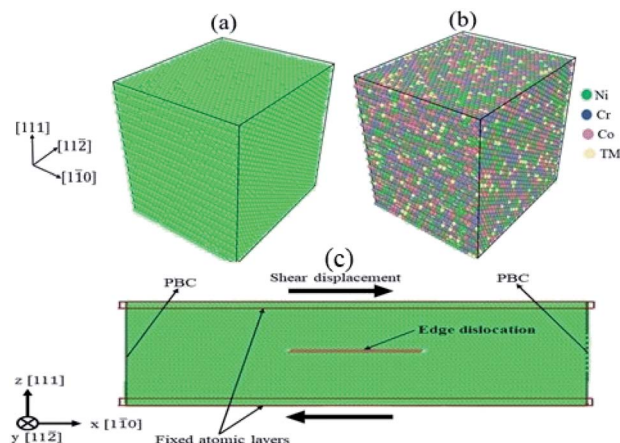 (a)
(b)
[111]
[112̄]
[11̄0]
Ni
Cr
Co
TM
(c)
PBC
Shear displacement
PBC
Edge dislocation
z [111]
y [112̄]
x [11̄0]
Fixed atomic layers